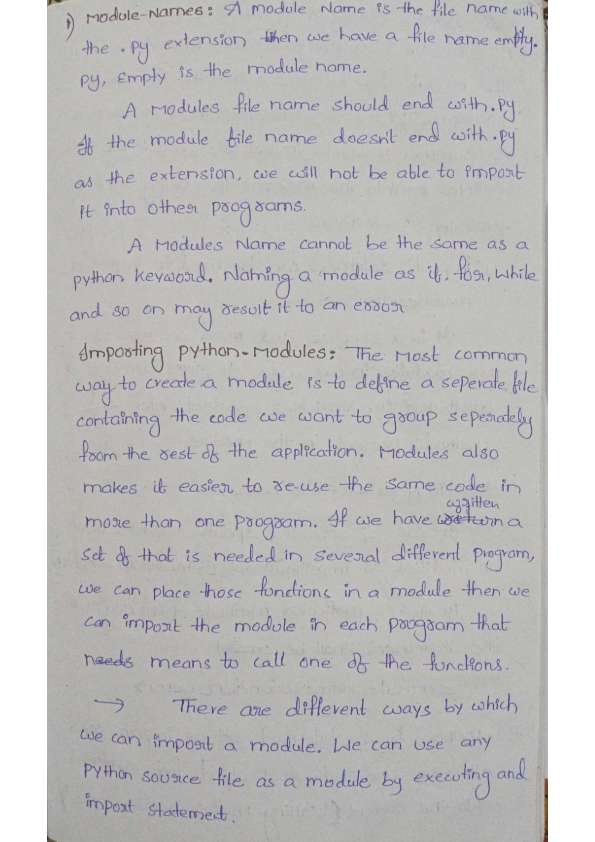 1) Module-Names: A module Name is the file name with
the .py extension then we have a file name empty.
py, Empty is the module name.
A Modules file name should end with.py
If the module file name doesn't end with.py
as the extension, we will not be able to import
it into other programs.
A Modules Name cannot be the same as a
python keyword. Naming a module as if, for, while
and so on may result it to an error
Importing python-Modules: The Most common
way to create a module is to define a seperate file
containing the code we want to group seperately
from the rest of the application. Modules also
makes it easier to re-use the same code in
written
more than one program. If we have a
set of that is needed in several different program,
we can place those functions in a module then we
can import the module in each program that
needs means to call one of the functions.
→ There are different ways by which
we can import a module. We can use any
Python source file as a module by executing and
import statement.